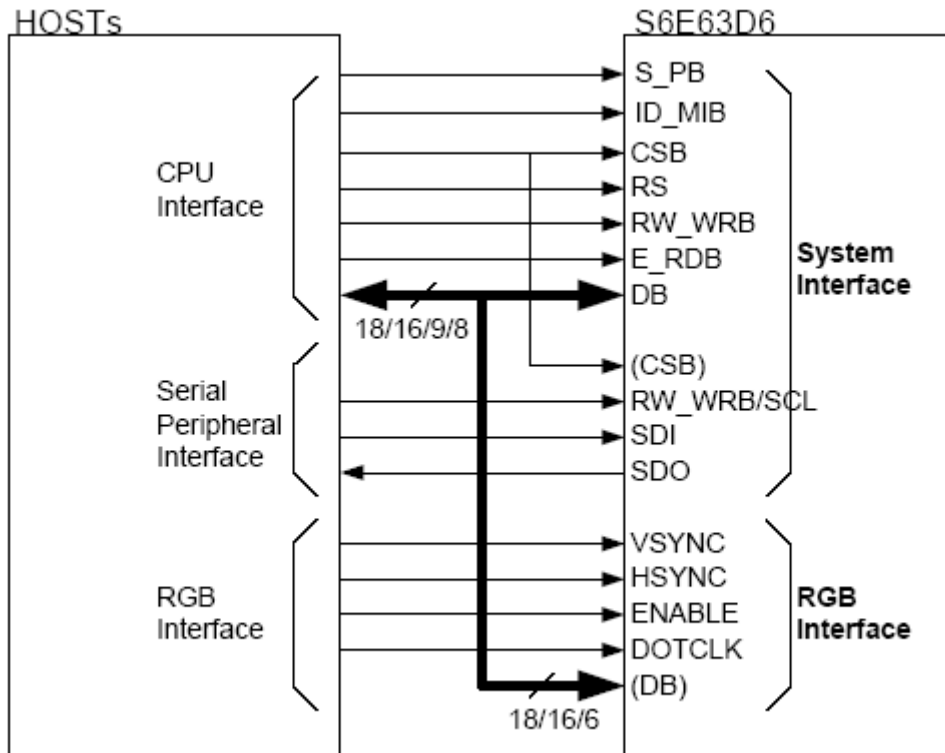 HOSTs
S6E63D6
S_PB
ID_MIB
CSB
RS
RW_WRB
E_RDB
DB
CPU
Interface
18/16/9/8
System
Interface
(CSB)
RW_WRB/SCL
SDI
SDO
Serial
Peripheral
Interface
VSYNC
HSYNC
ENABLE
DOTCLK
(DB)
RGB
Interface
RGB
Interface
18/16/6